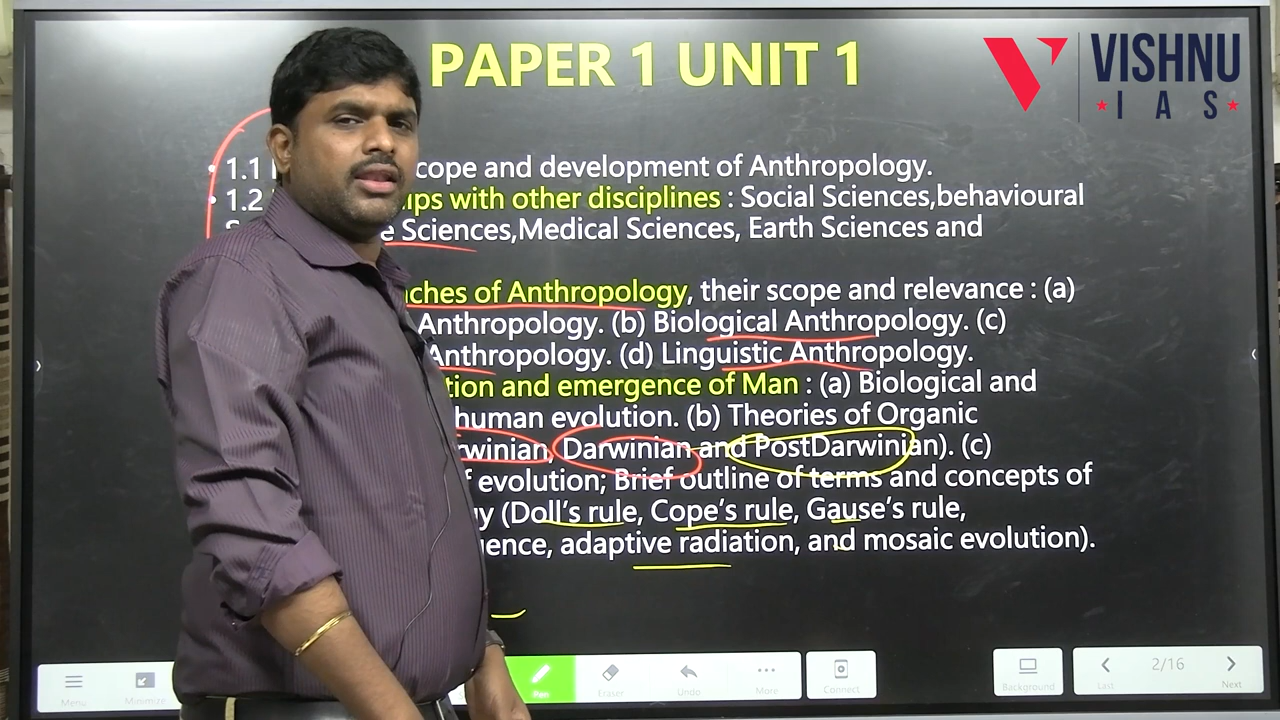 PAPER 1 UNIT 1
VISHNU
IAS
• 1.1 cope and development of Anthropology.
• 1.2 ips with other disciplines : Social Sciences,behavioural
S e Sciences,Medical Sciences, Earth Sciences and
ches of Anthropology, their scope and relevance : (a)
Anthropology. (b) Biological Anthropology. (c)
Anthropology. (d) Linguistic Anthropology.
tion and emergence of Man : (a) Biological and
human evolution. (b) Theories of Organic
rwinian, Darwinian and PostDarwinian). (c)
f evolution; Brief outline of terms and concepts of
gy (Doll's rule, Cope's rule, Gause's rule,
gence, adaptive radiation, and mosaic evolution).
Menu
Minimize
Pen
Eraser
Undo
More
Connect
Background
Last
2/16
Next